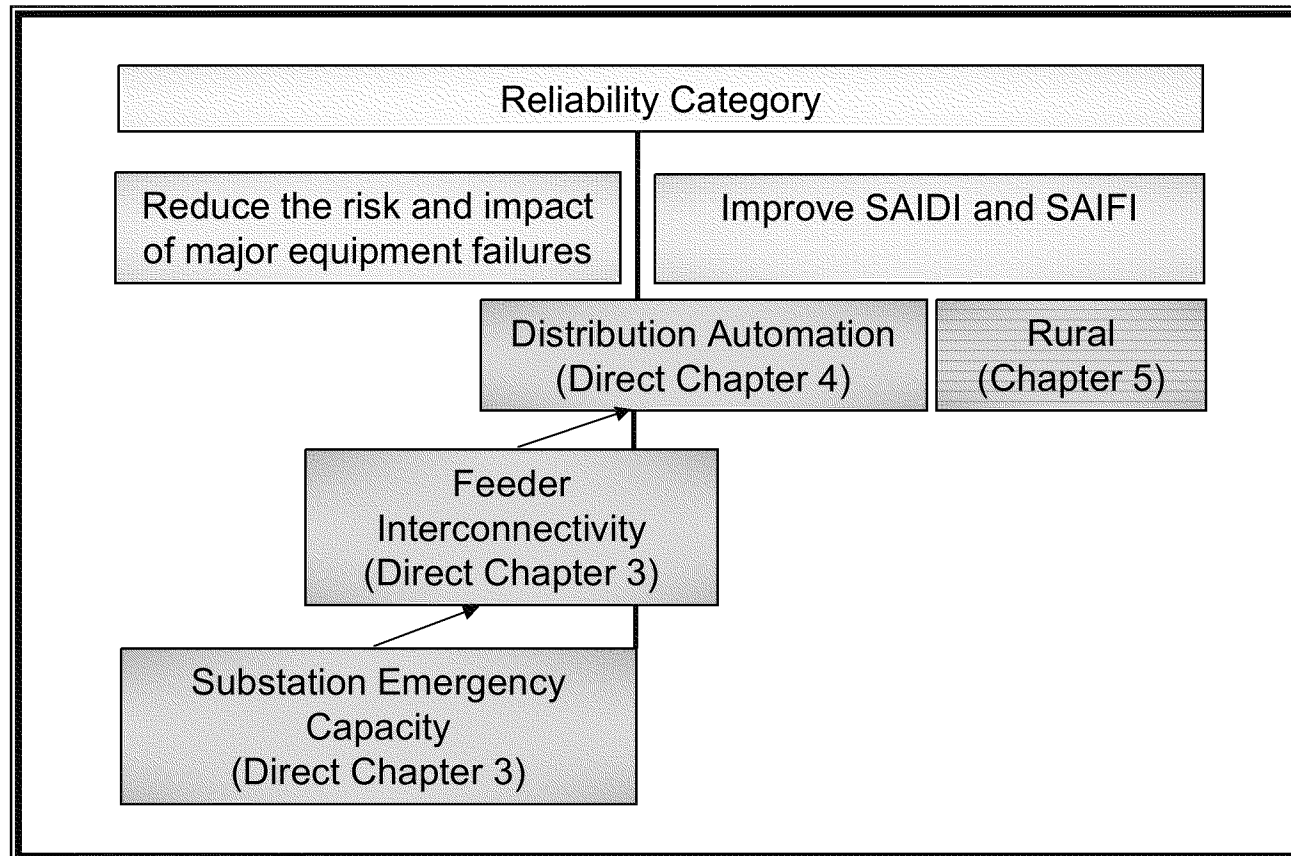 Reliability Category
Reduce the risk and impact
of major equipment failures
Improve SAIDI and SAIFI
Distribution Automation
(Direct Chapter 4)
Rural
(Chapter 5)
Feeder
Interconnectivity
(Direct Chapter 3)
Substation Emergency
Capacity
(Direct Chapter 3)